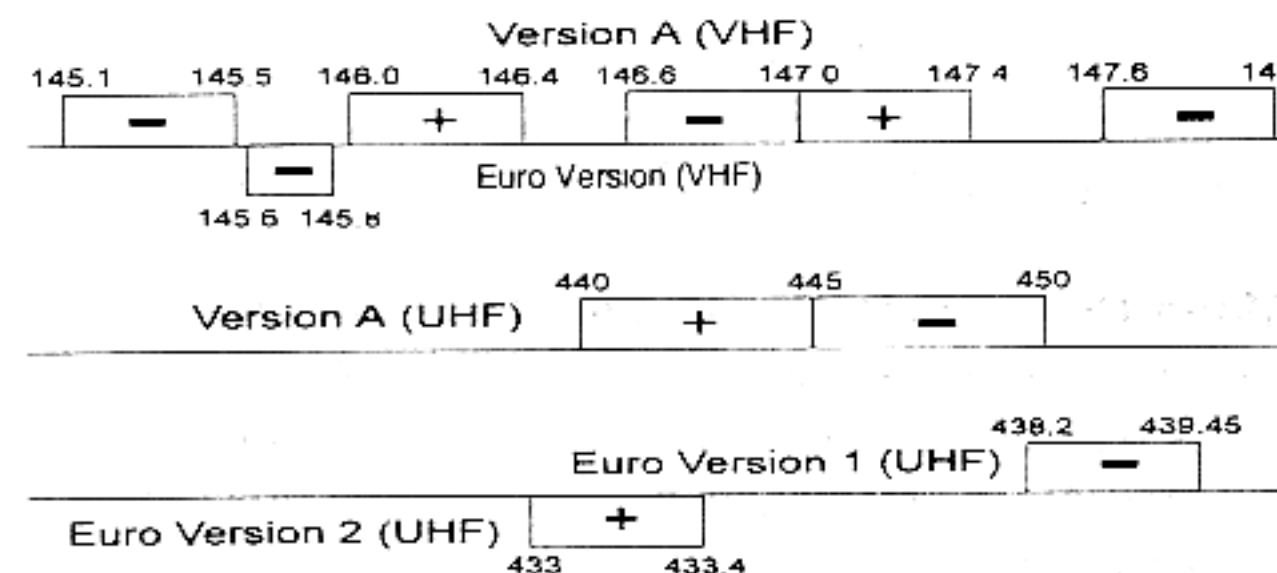 Version A (VHF)
145.1 145.5 146.0 146.4 146.6 147 0 147 4 147.6 14
− + − + −
−
Euro Version (VHF)
145 6 145.8
440 445 450
Version A (UHF)
+ −
438.2 439.45
Euro Version 1 (UHF)
−
+
Euro Version 2 (UHF)
433 433.4